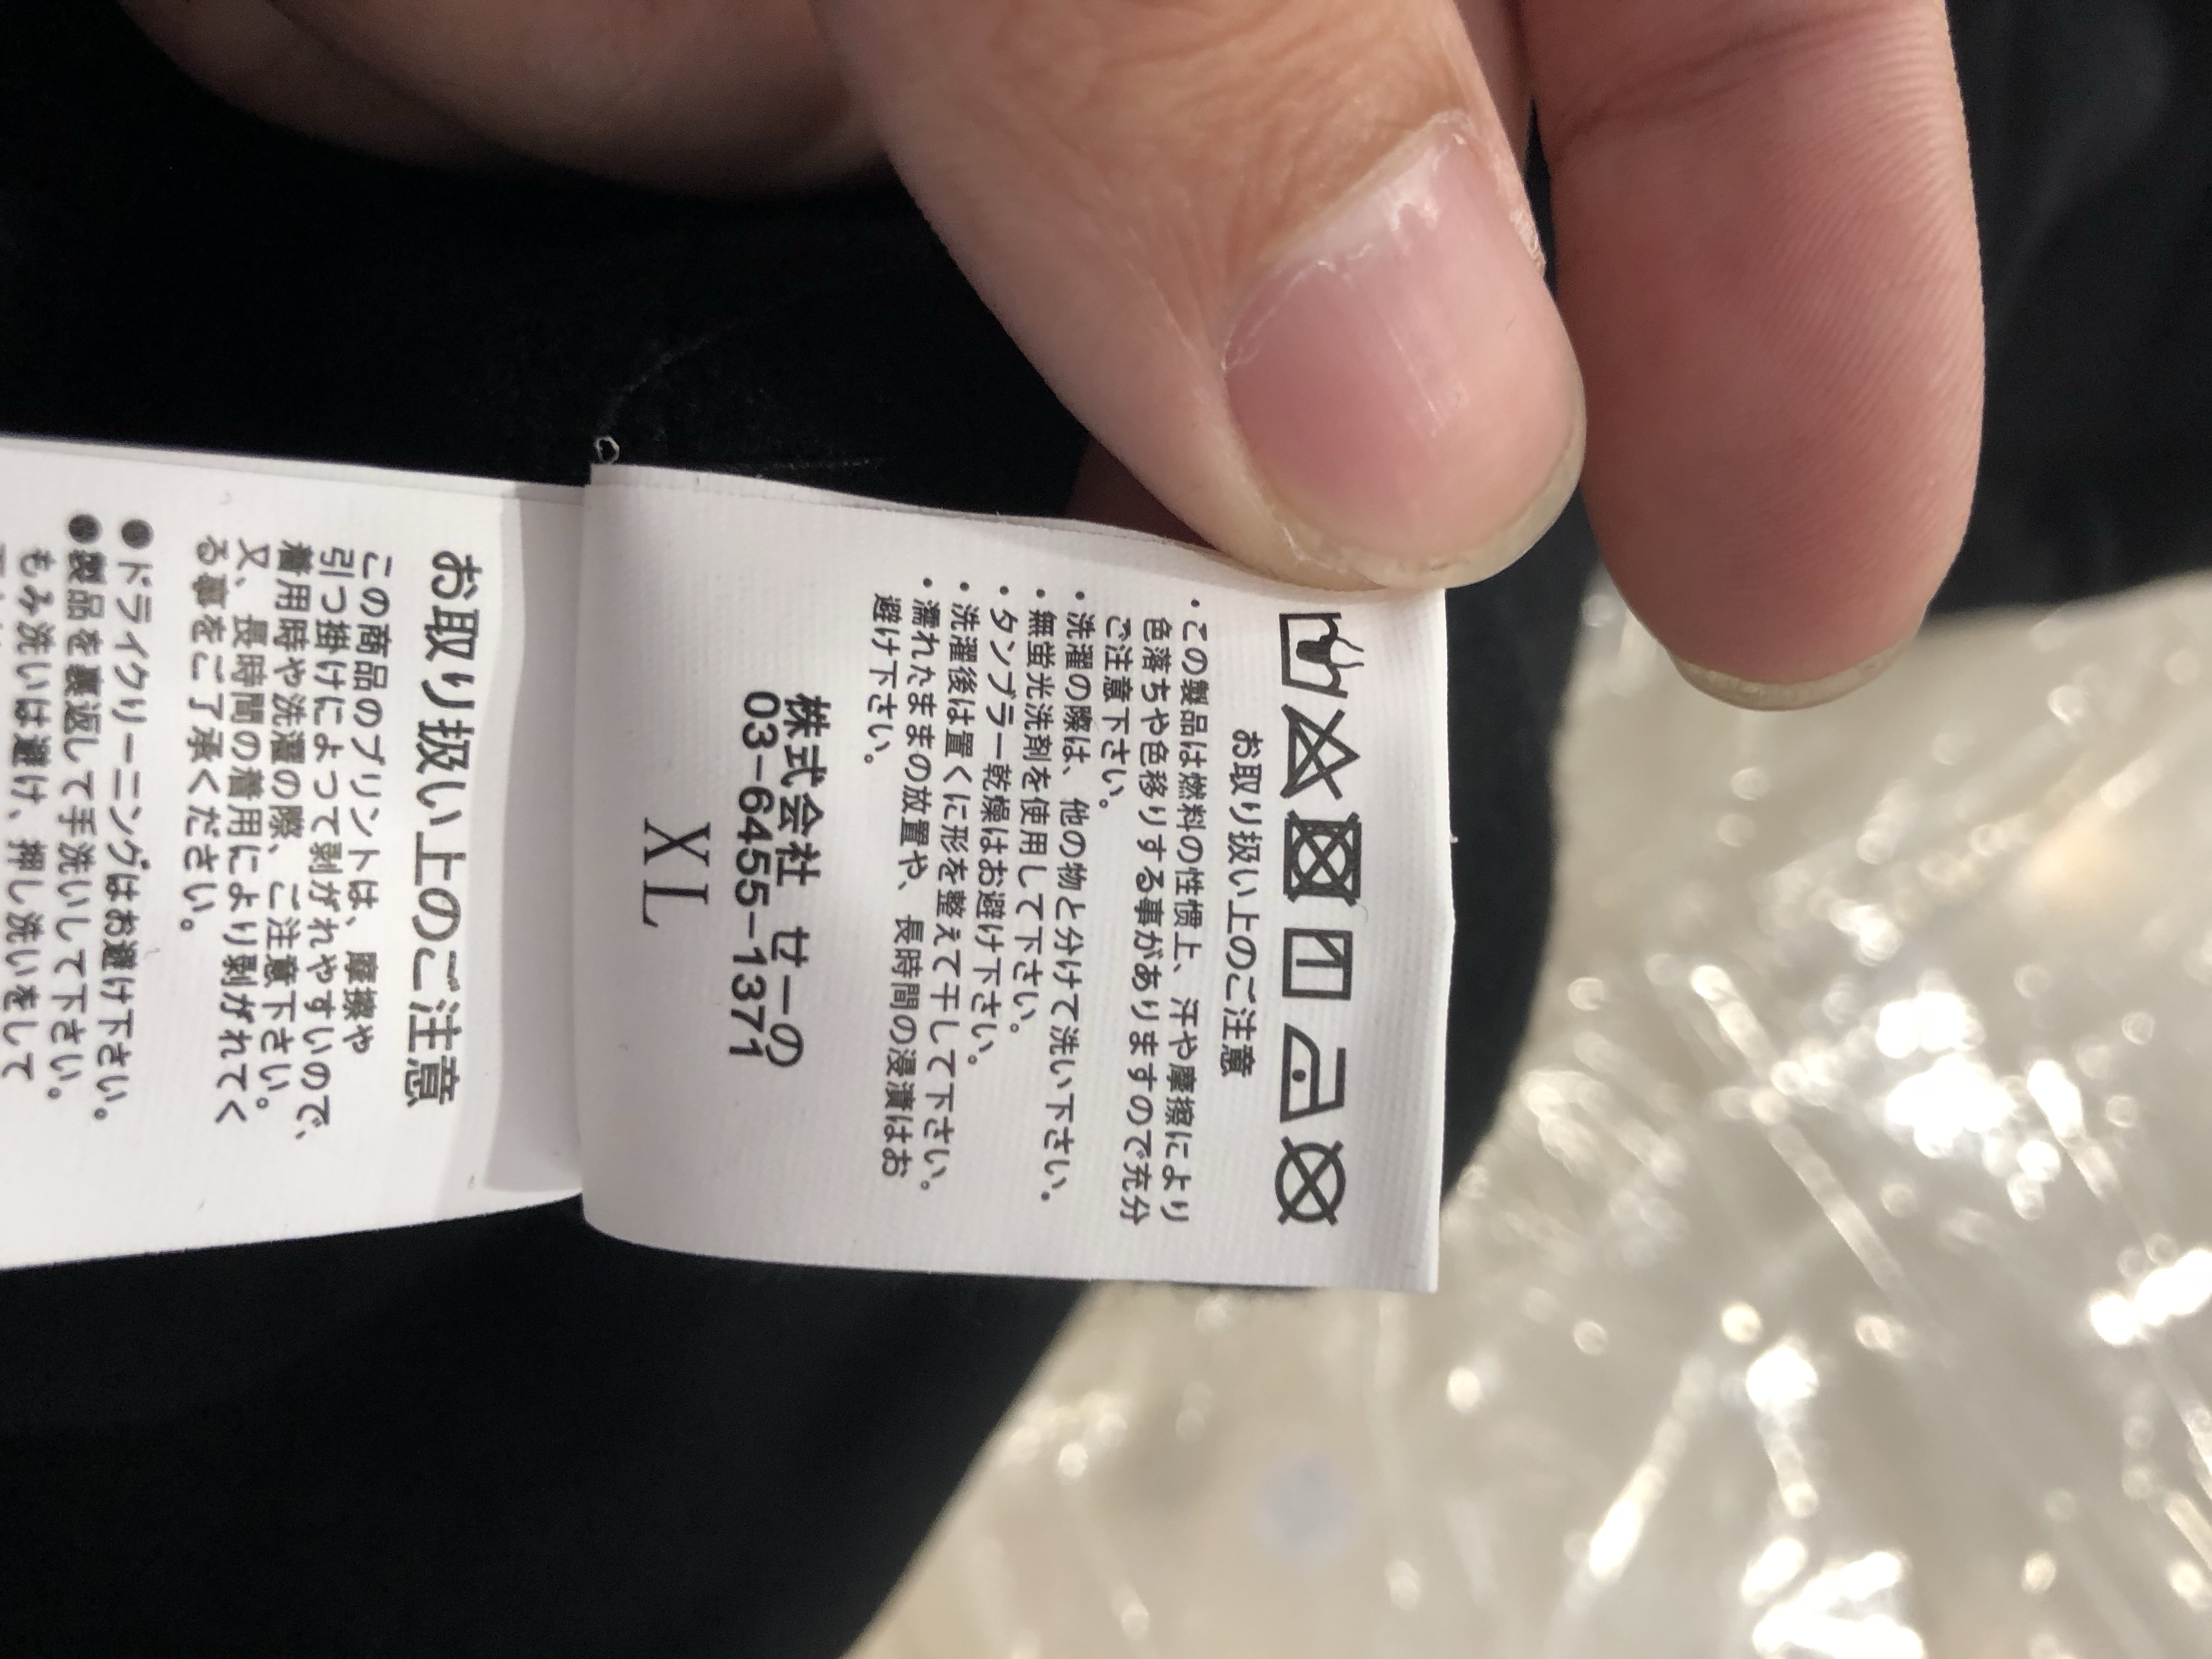 お取り扱い上のご注意
・この製品は燃料の性慣上、汗や摩擦により
色落ちや色移りする事がありますので充分
ご注意下さい。
・洗濯の際は、他の物と分けて洗い下さい、
・無蛍光洗剤を使用して下さい。
・タンブラー乾燥はお避け下さい。
・洗濯後は置くに形を整えて干して下さい。
・濡れたままの放置や、長時間の浸漬はお
避け下さい。
株式会社 せーの
03-6455-1371
XL
お取り扱い上のご注意
この商品のプリントは、摩擦や
引っ掛けによって剥がれやすいので、
着用時や洗濯の際、ご注意下さい。
又、長時間の着用により剥がれてく
る事をご了承ください。
●ドライクリーニングはお避け下さい。
●製品を裏返して手洗いして下さい。
もみ洗いは避け、押し洗いをして